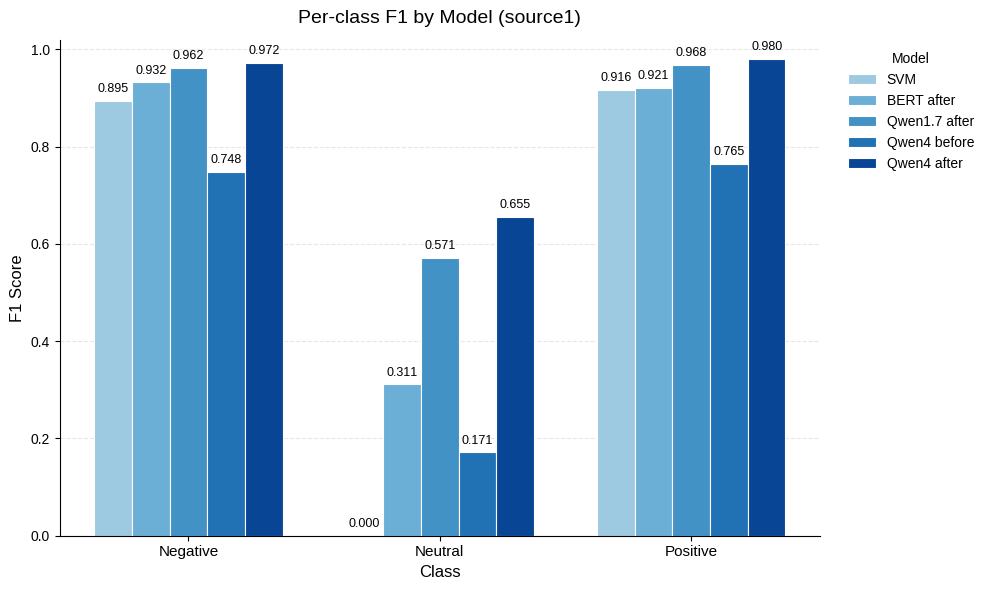 Per-class F1 by Model (source1)
F1 Score
1.0
0.8
0.6
0.4
0.2
0.0
0.895
0.932
0.962
0.748
0.972
0.000
0.311
0.571
0.171
0.655
0.916
0.921
0.968
0.765
0.980
Negative
Neutral
Positive
Class
Model
SVM
BERT after
Qwen1.7 after
Qwen4 before
Qwen4 after